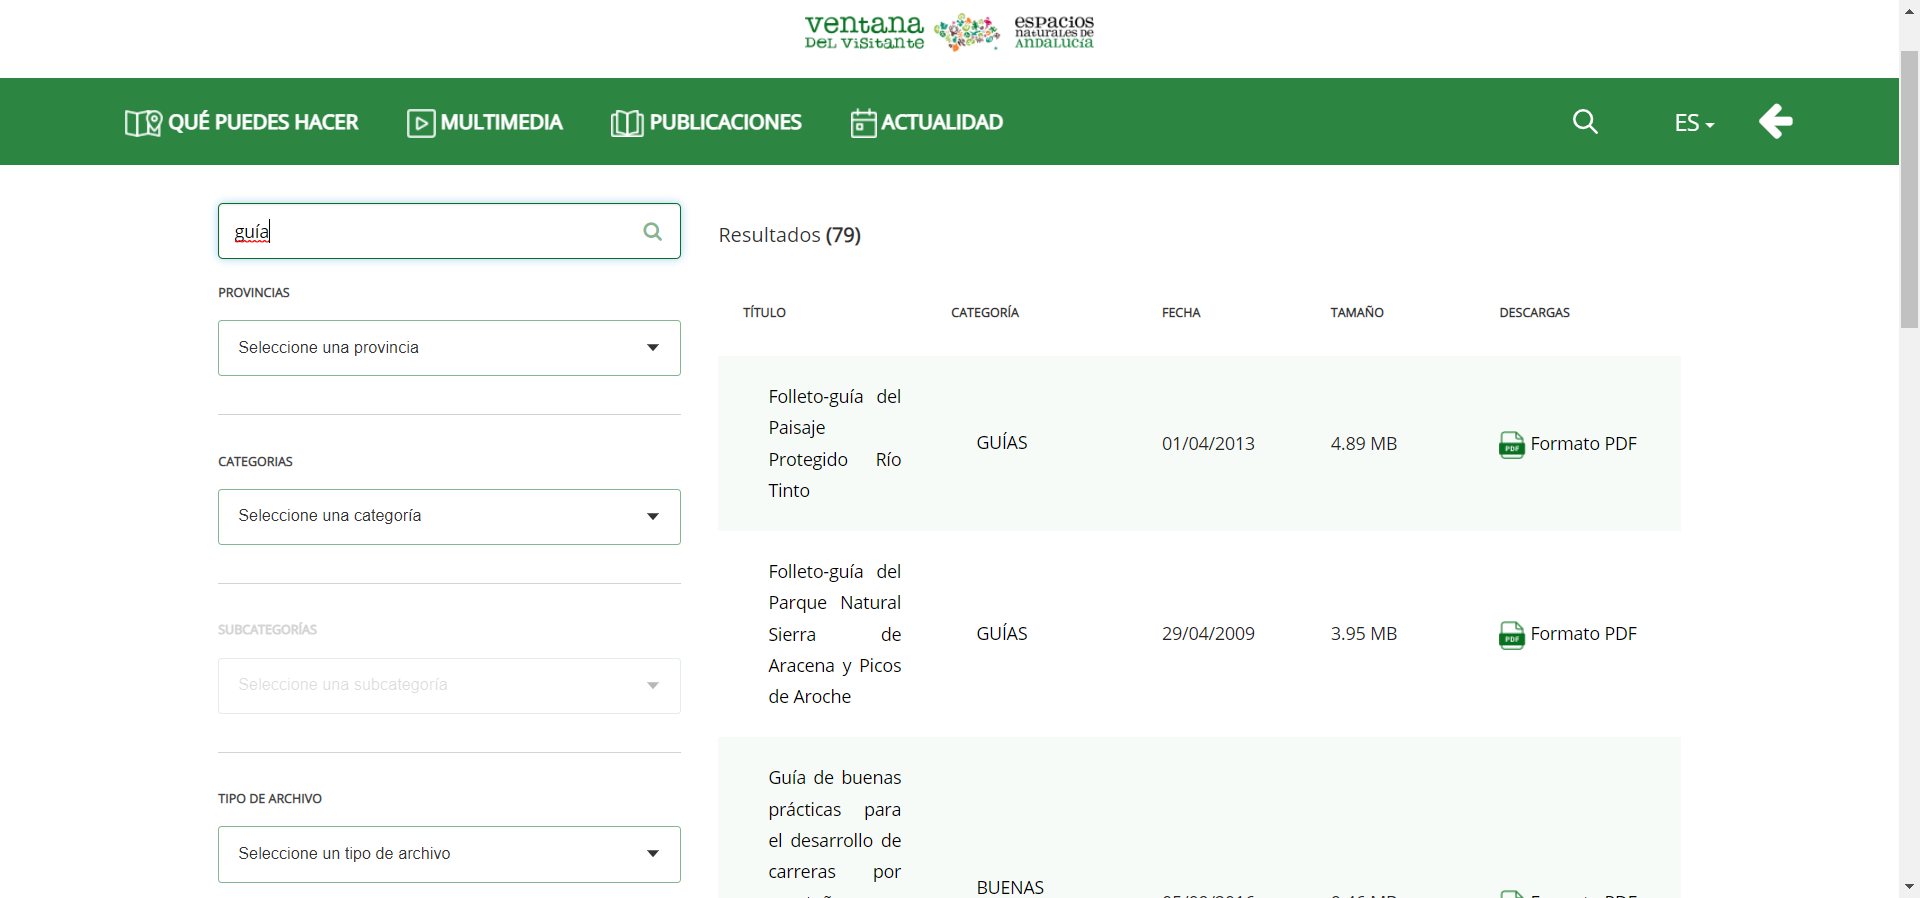 ventana
DEL VISITANTE
espacios
naturales de
ANDALUCÍA
QUÉ PUEDES HACER
MULTIMEDIA
PUBLICACIONES
ACTUALIDAD
ES
guía
Resultados (79)
PROVINCIAS
Seleccione una provincia
CATEGORIAS
Seleccione una categoría
SUBCATEGORÍAS
Seleccione una subcategoría
TIPO DE ARCHIVO
Seleccione un tipo de archivo
TÍTULO CATEGORÍA FECHA TAMAÑO DESCARGAS
Folleto-guía del
Paisaje
Protegido Río
Tinto
GUÍAS
01/04/2013
4.89 MB
PDF Formato PDF
Folleto-guía del
Parque Natural
Sierra de
Aracena y Picos
de Aroche
GUÍAS
29/04/2009
3.95 MB
PDF Formato PDF
Guía de buenas
prácticas para
el desarrollo de
carreras por
BUENAS
Formato PDF